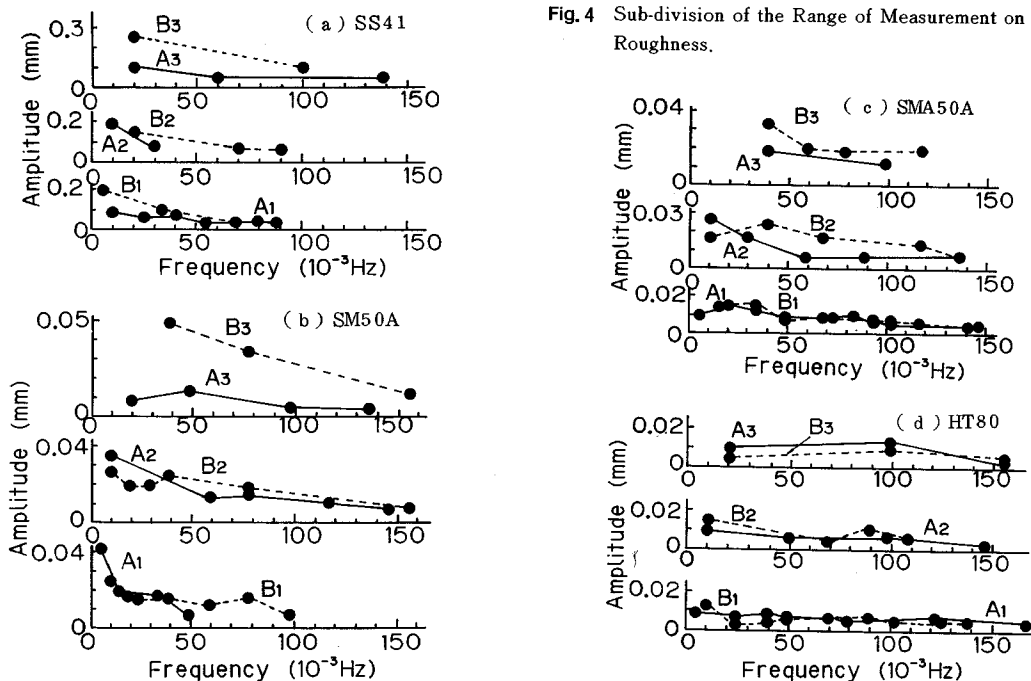 Fig. 4 Sub-division of the Range of Measurement on
Roughness.
(a) SS41
Amplitude (mm)
0.3
0
B3
A3
0 50 100 150
0.2
0
B2
A2
0 50 100 150
0.2
0
B1
A1
0 50 100 150
Frequency (10⁻³Hz)
(b) SM50A
Amplitude (mm)
0.05
0
B3
A3
0 50 100 150
0.04
0
A2
B2
0 50 100 150
0.04
0
A1
B1
0 50 100 150
Frequency (10⁻³Hz)
(c) SMA50A
Amplitude (mm)
0.04
0
B3
A3
0 50 100 150
0.03
0
B2
A2
0 50 100 150
0.02
0
A1
B1
0 50 100 150
Frequency (10⁻³Hz)
(d) HT80
Amplitude (mm)
0.02
0
A3
B3
0 50 100 150
0.02
0
B2
A2
0 50 100 150
0.02
0
B1
A1
0 50 100 150
Frequency (10⁻³Hz)